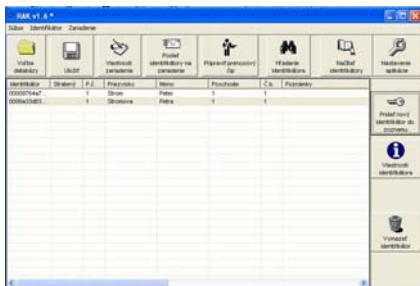 RAK v1.6 *
Súbor Identifikátor Zariadenie
Voľba databázy
Uložiť
Vlastnosti zariadenia
Poslať identifikátory na zariadenie
Pripraviť prenosový čip
Hľadanie identifikátora
Načítať identifikátory
Nastavenie aplikácie
Identifikátor Stratený P.č. Priezvisko Meno Poschodie Č.b. Poznámky
1 Strom Peter 1 1
1 Stromova Petra 1 1
Pridať nový identifikátor do zoznamu
Vlastnosti identifikátora
Vymazať identifikátor